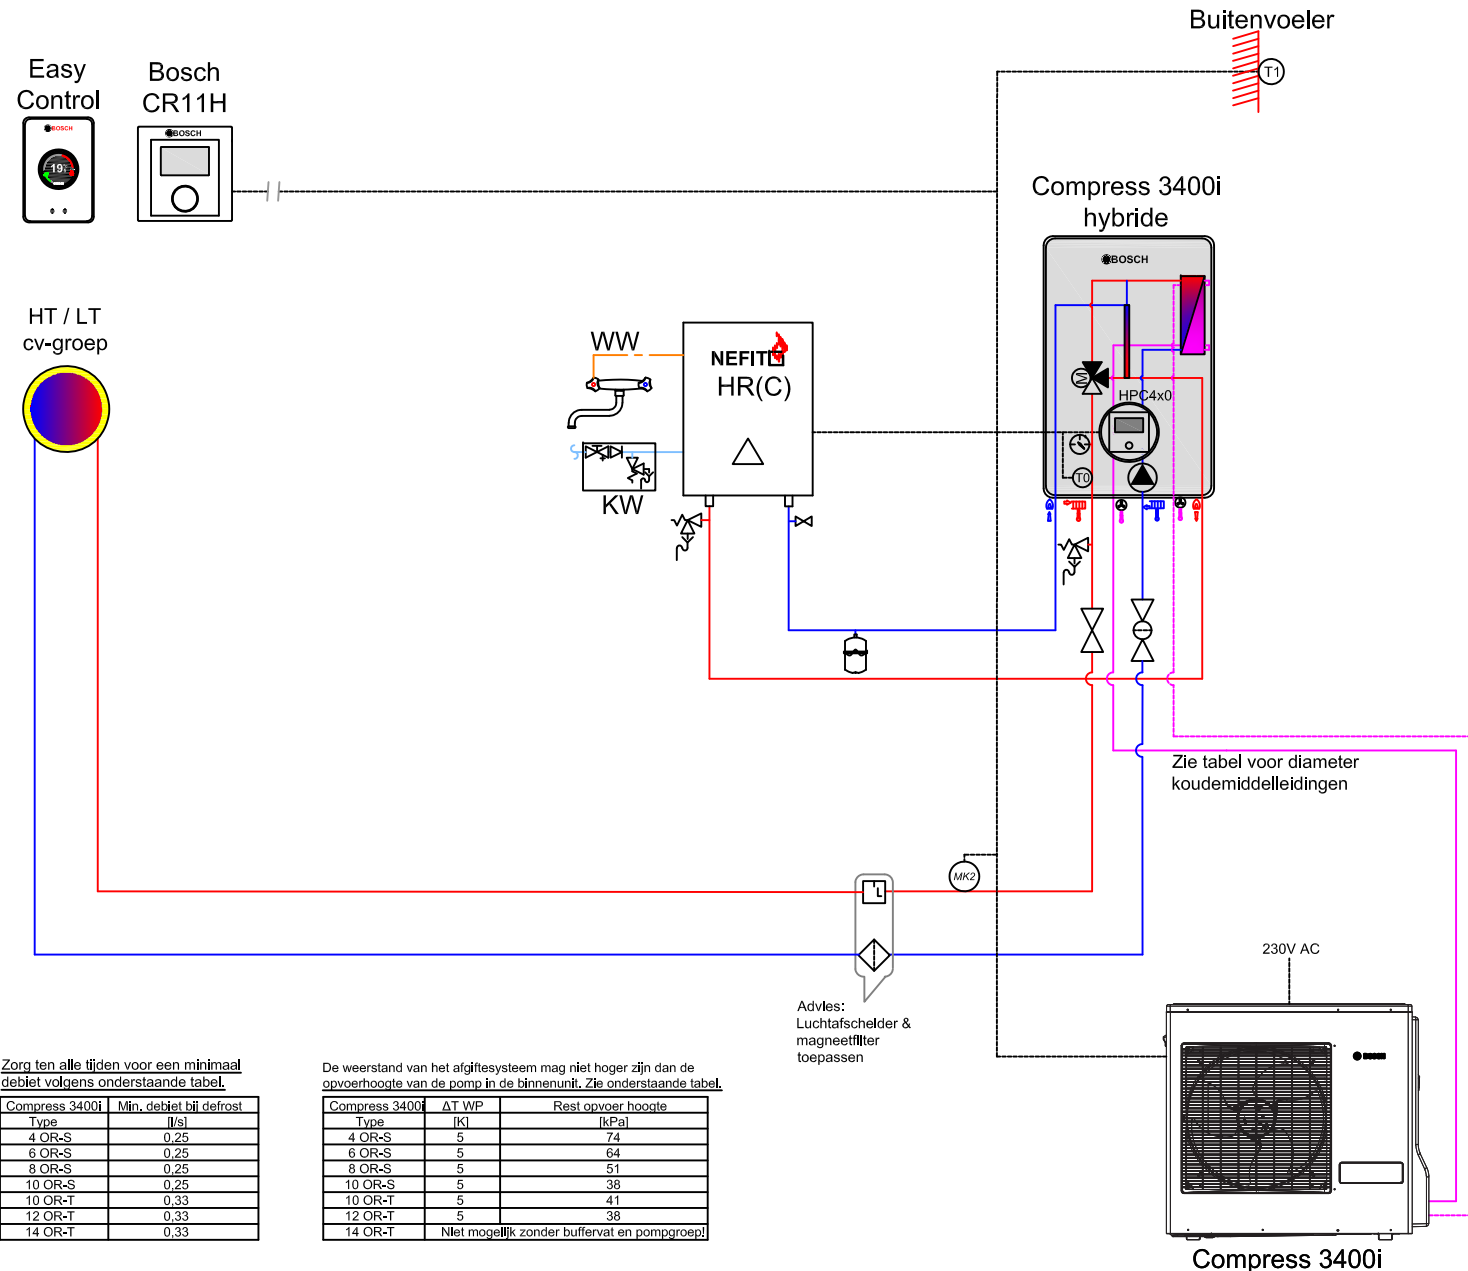 Buitenvoeler
T1
Easy
Control
BOSCH
19
Bosch
CR11H
BOSCH
Compress 3400i
hybride
BOSCH
M
HPC4x0
T0
HT / LT
cv-groep
WW
NEFIT
HR(C)
KW
Zie tabel voor diameter
koudemiddelleidingen
MK2
L
Advies:
Luchtafscheider &
magneetfilter
toepassen
230V AC
BOSCH
Compress 3400i
Zorg ten alle tijden voor een minimaal
debiet volgens onderstaande tabel.
Compress 3400i Min. debiet bij defrost
Type [l/s]
4 OR-S 0,25
6 OR-S 0,25
8 OR-S 0,25
10 OR-S 0,25
10 OR-T 0,33
12 OR-T 0,33
14 OR-T 0,33
De weerstand van het afgiftesysteem mag niet hoger zijn dan de
opvoerhoogte van de pomp in de binnenunit. Zie onderstaande tabel.
Compress 3400i ΔT WP Rest opvoer hoogte
Type [K] [kPa]
4 OR-S 5 74
6 OR-S 5 64
8 OR-S 5 51
10 OR-S 5 38
10 OR-T 5 41
12 OR-T 5 38
14 OR-T Niet mogelijk zonder buffervat en pompgroep!